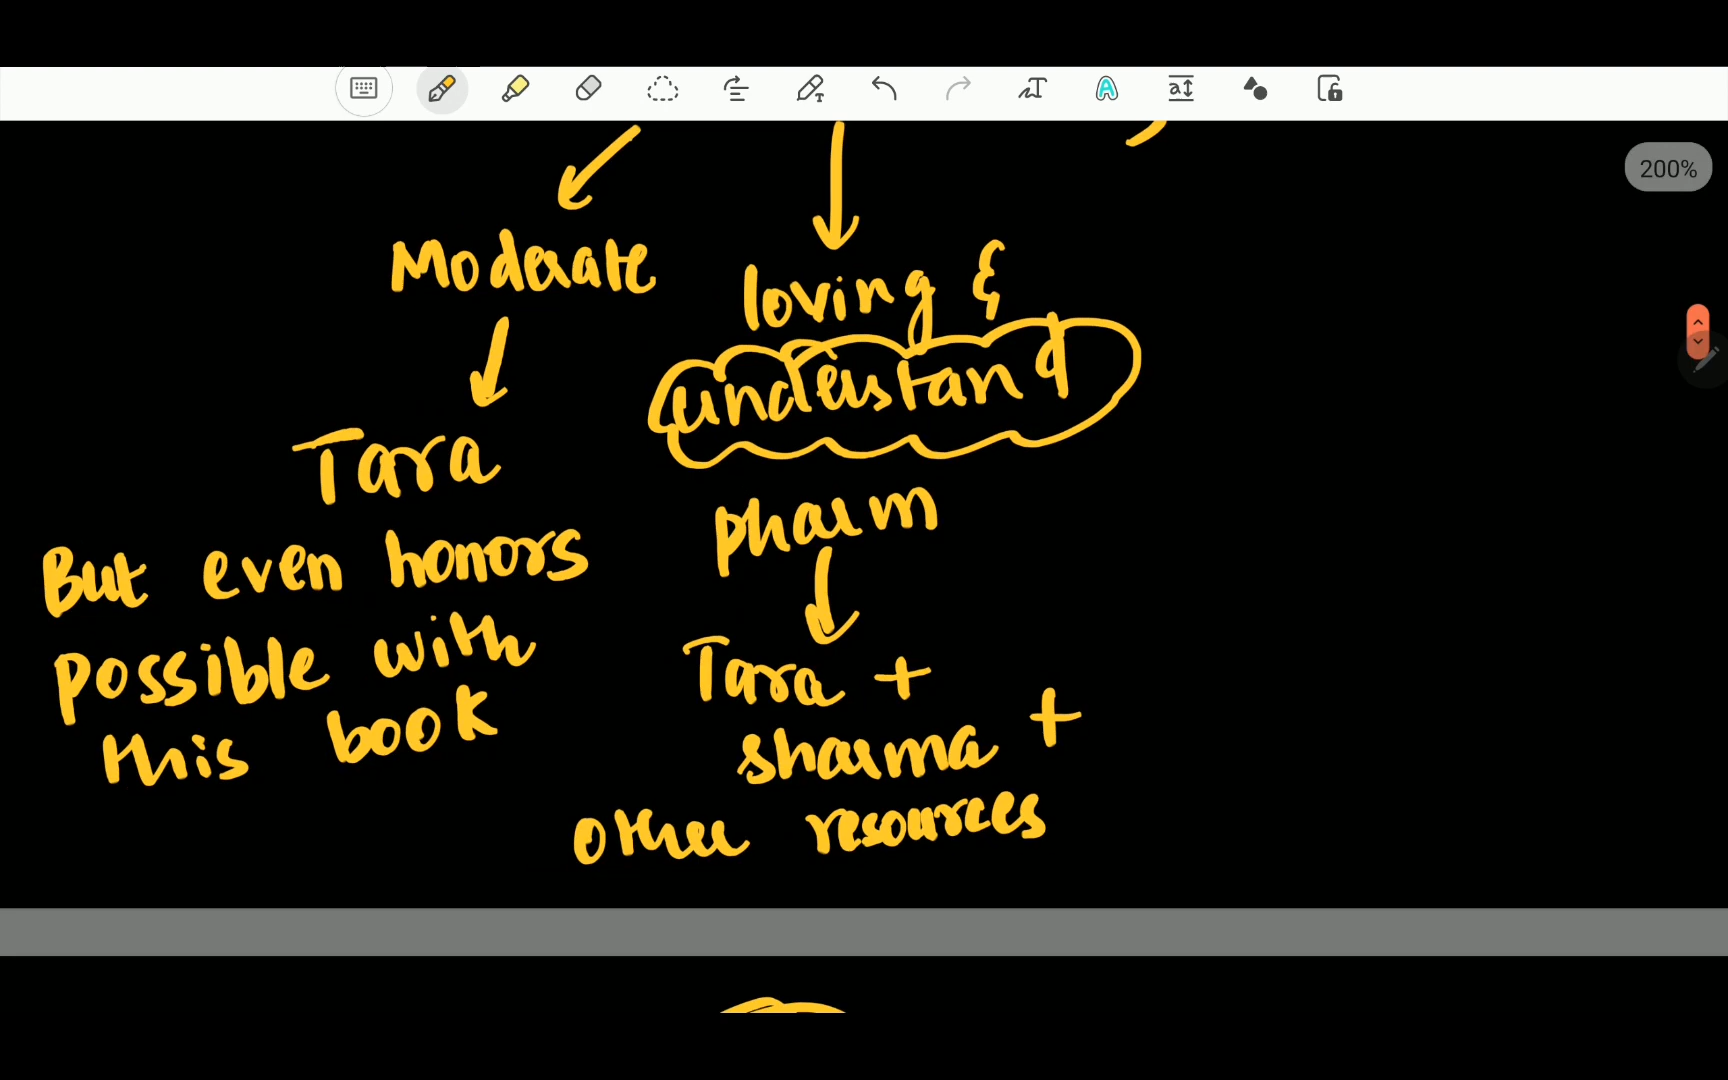 200%
Moderate
loving &
understand
Tara
pharm
But even honors
possible with
this book
Tara +
sharma +
other resources